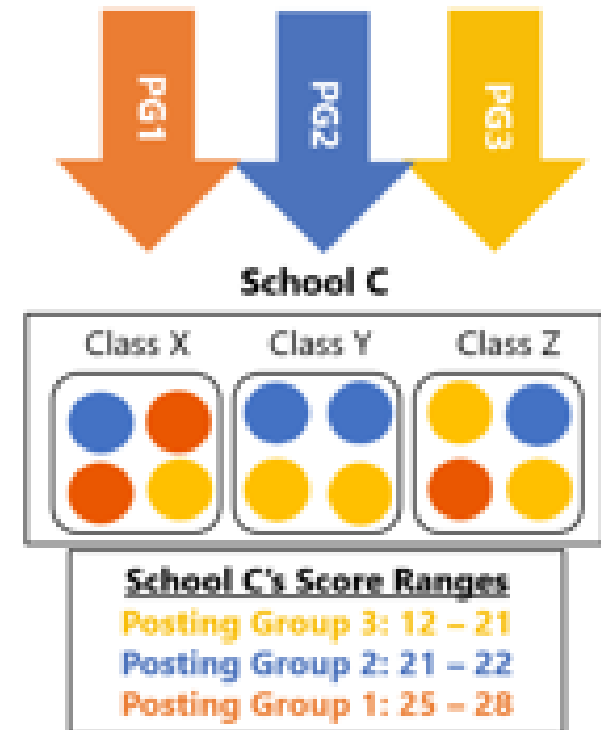 PG1
PG2
PG3
School C
Class X
Class Y
Class Z
School C's Score Ranges
Posting Group 3: 12 – 21
Posting Group 2: 21 – 22
Posting Group 1: 25 – 28